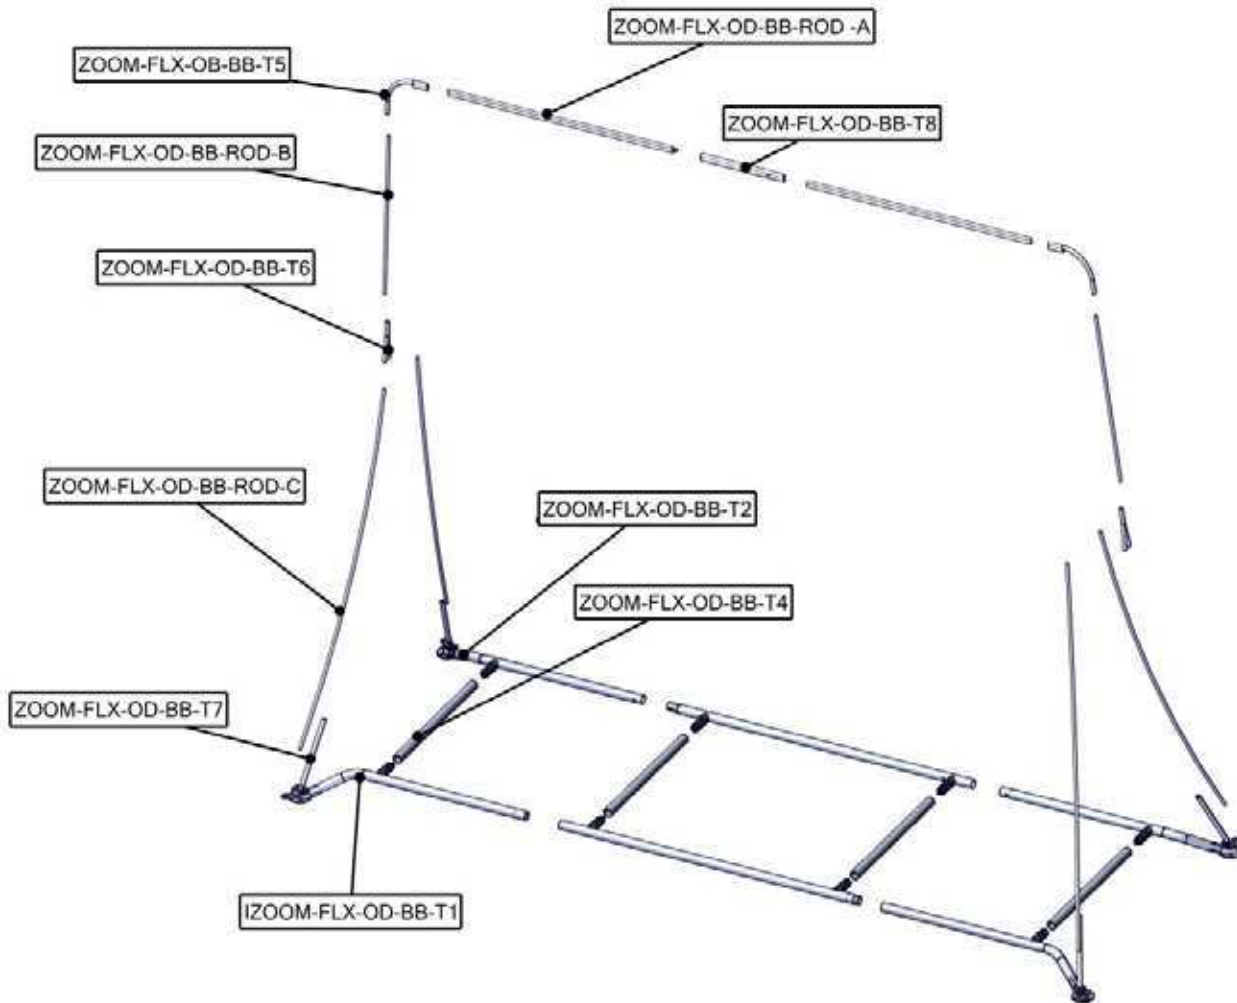 ZOOM-FLX-OD-BB-ROD -A
ZOOM-FLX-OB-BB-T5
ZOOM-FLX-OD-BB-T8
ZOOM-FLX-OD-BB-ROD-B
ZOOM-FLX-OD-BB-T6
ZOOM-FLX-OD-BB-ROD-C
ZOOM-FLX-OD-BB-T2
ZOOM-FLX-OD-BB-T4
ZOOM-FLX-OD-BB-T7
IZOOM-FLX-OD-BB-T1